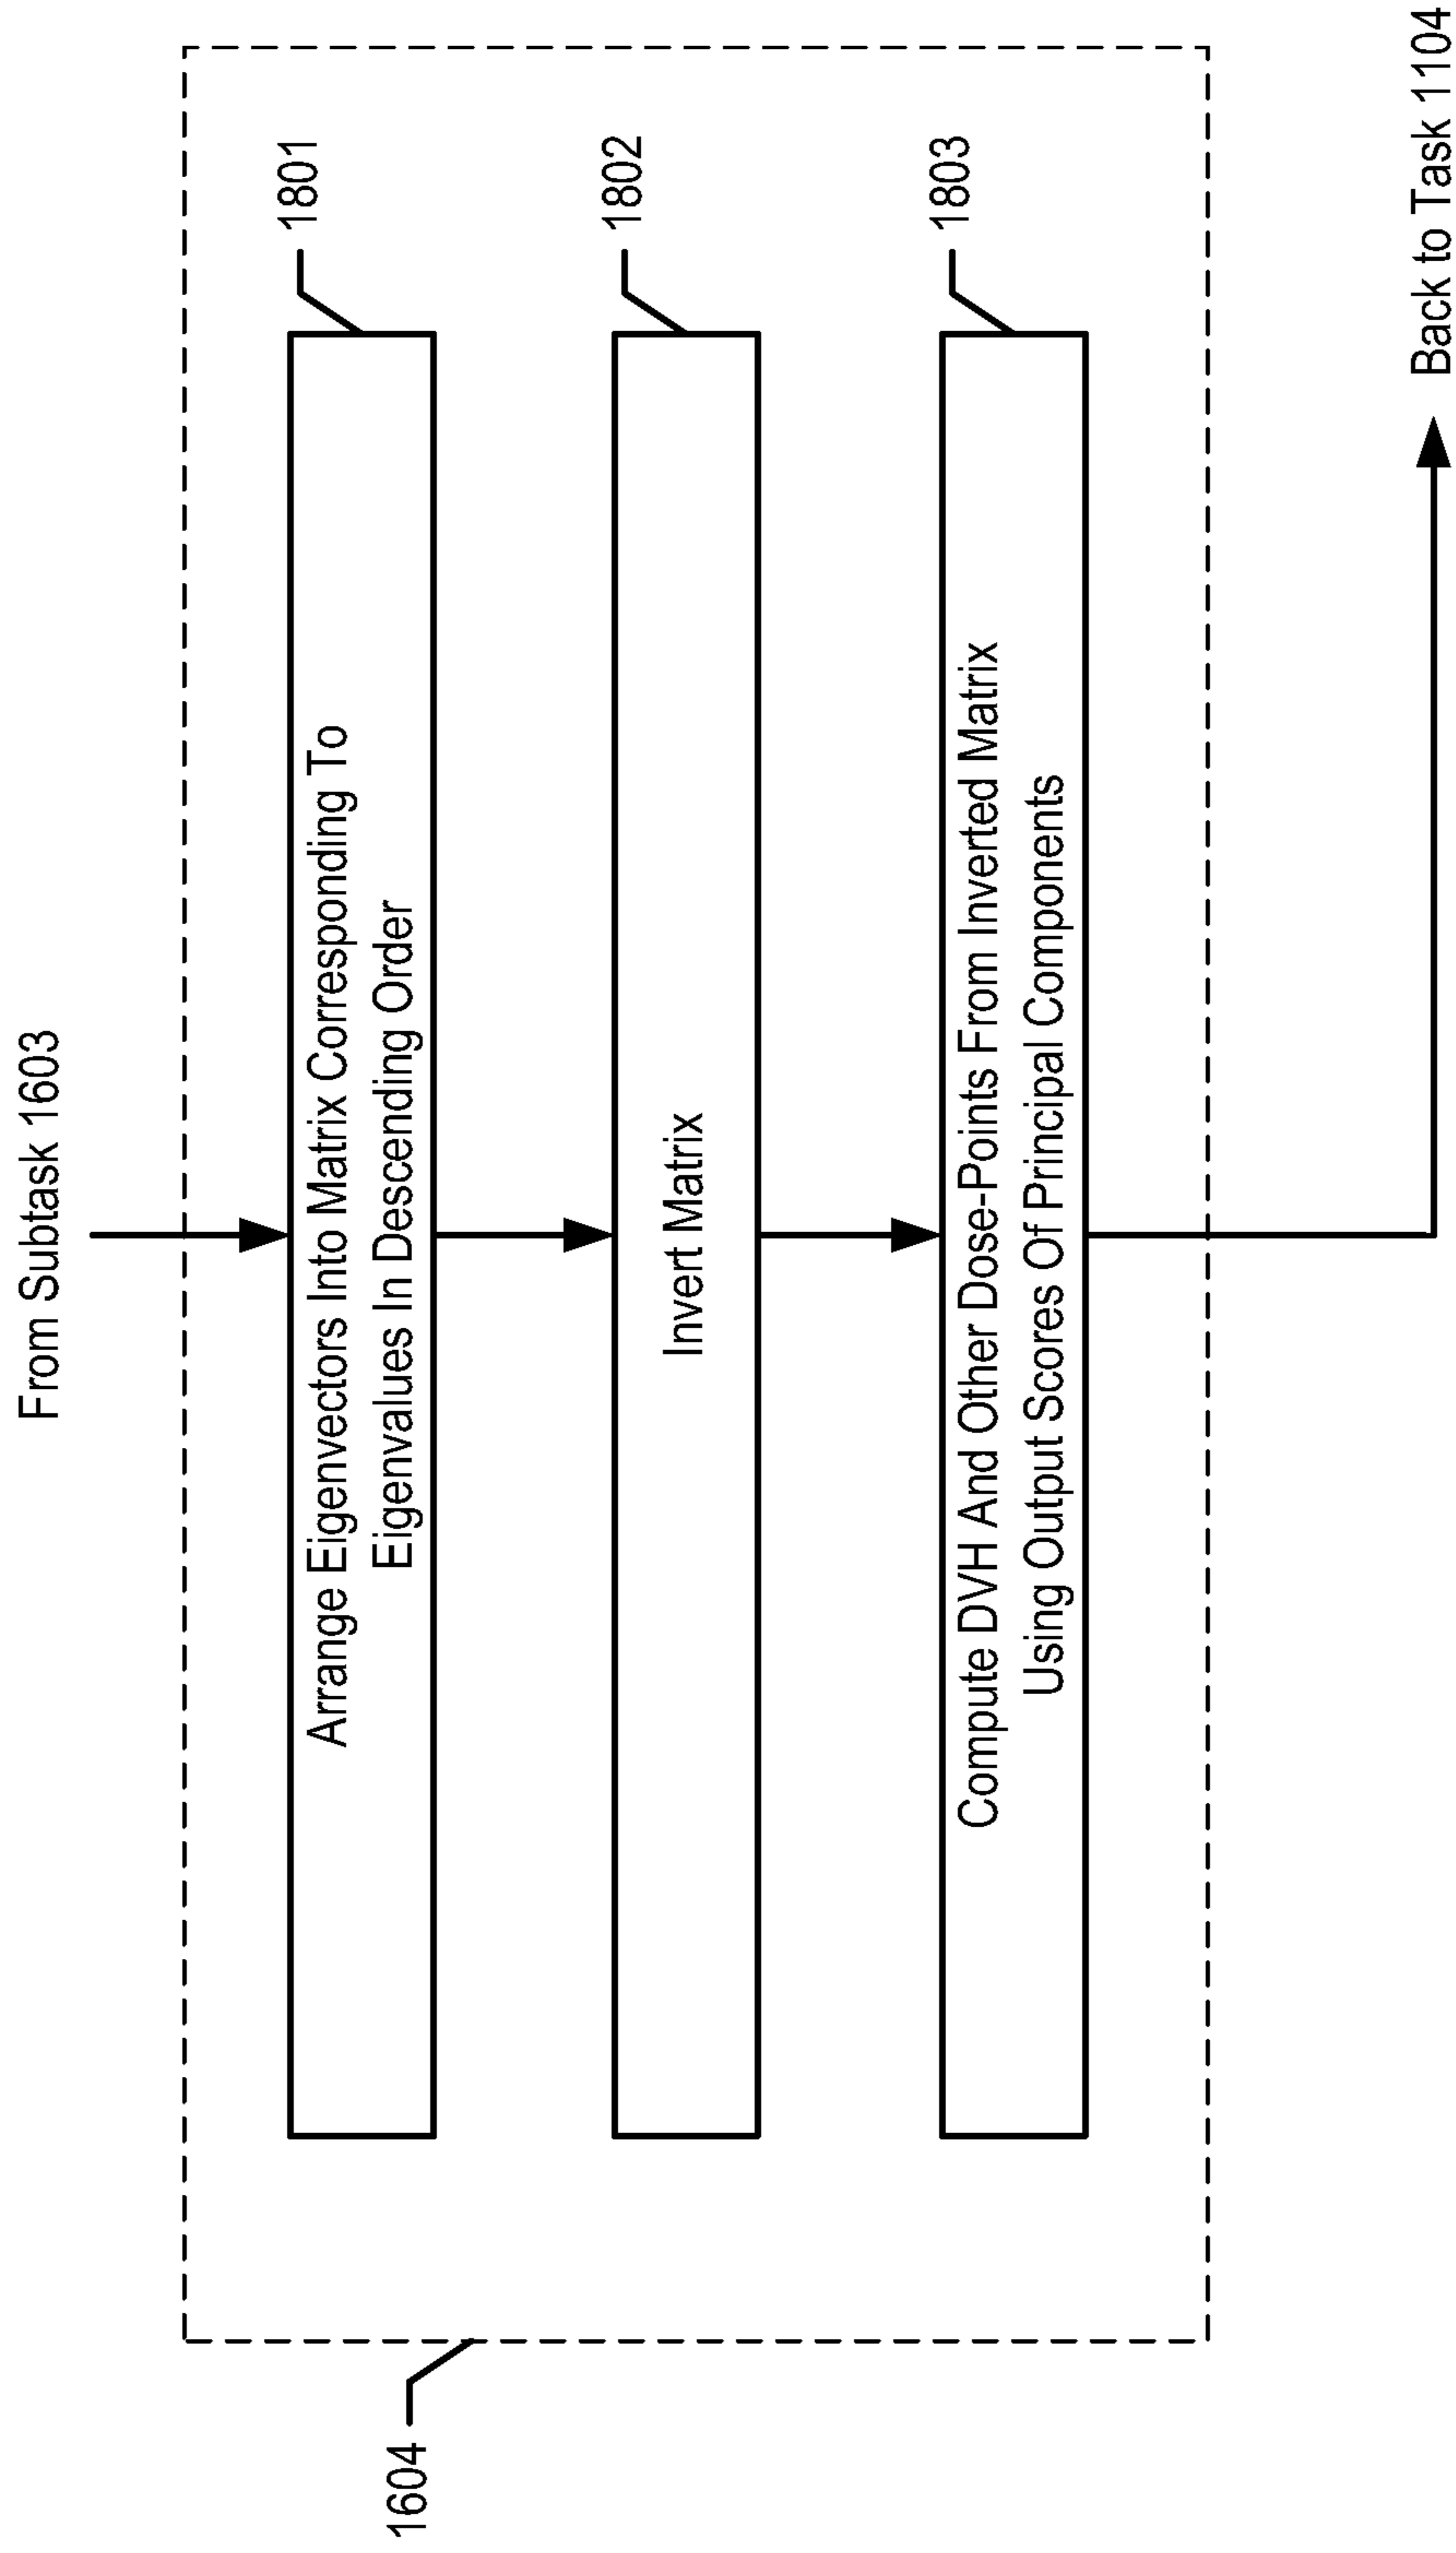 From Subtask 1603
1604
1801
Arrange Eigenvectors Into Matrix Corresponding To
Eigenvalues In Descending Order
1802
Invert Matrix
1803
Compute DVH And Other Dose-Points From Inverted Matrix
Using Output Scores Of Principal Components
Back to Task 1104